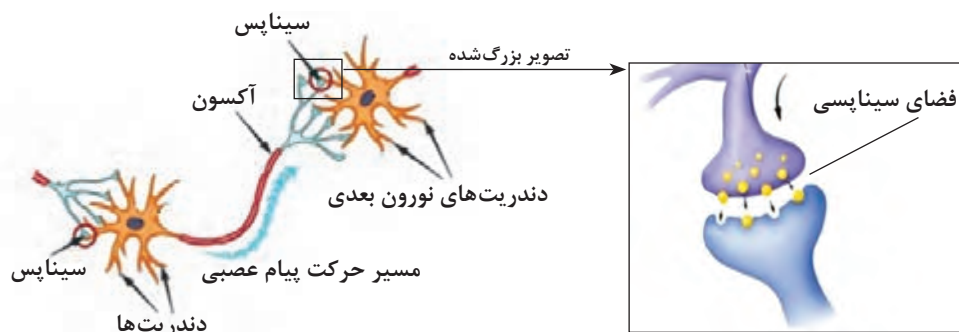 سیناپس
تصویر بزرگ‌شده
فضای سیناپسی
آکسون
دندریت‌های نورون بعدی
مسیر حرکت پیام عصبی
سیناپس
دندریت‌ها